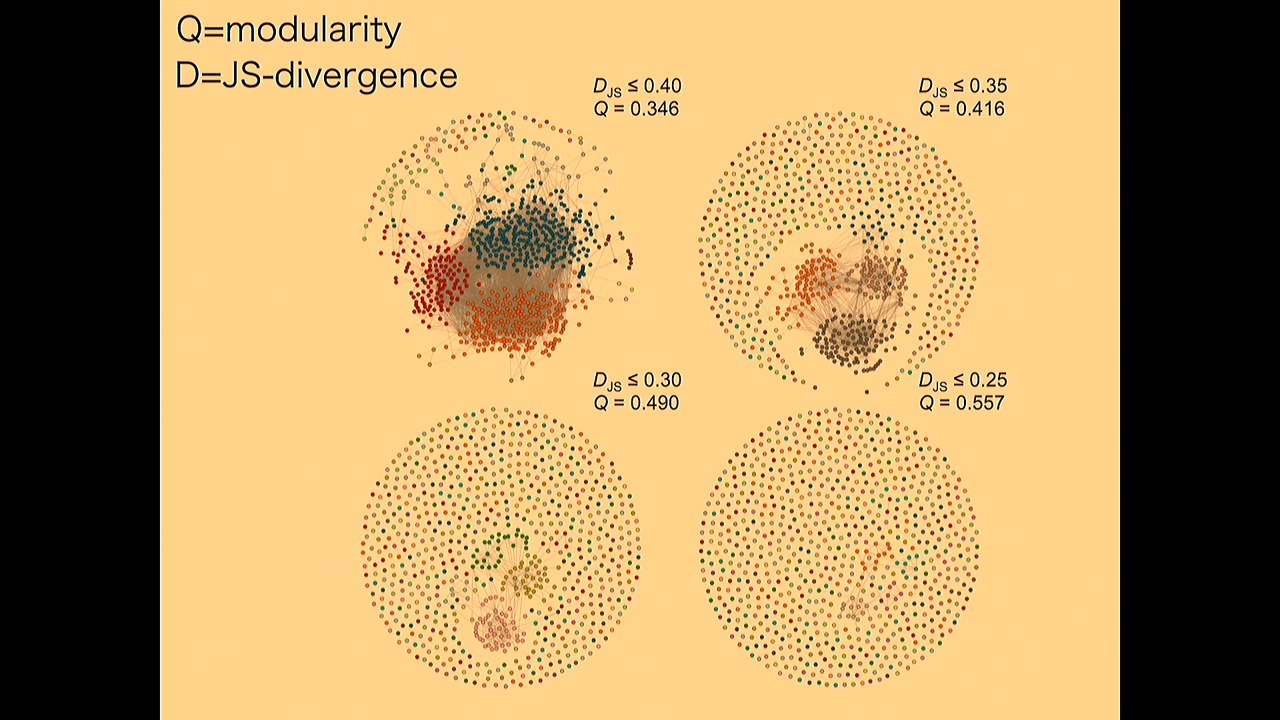 Q=modularity
D=JS-divergence
DJS ≤ 0.40
Q = 0.346
DJS ≤ 0.35
Q = 0.416
DJS ≤ 0.30
Q = 0.490
DJS ≤ 0.25
Q = 0.557